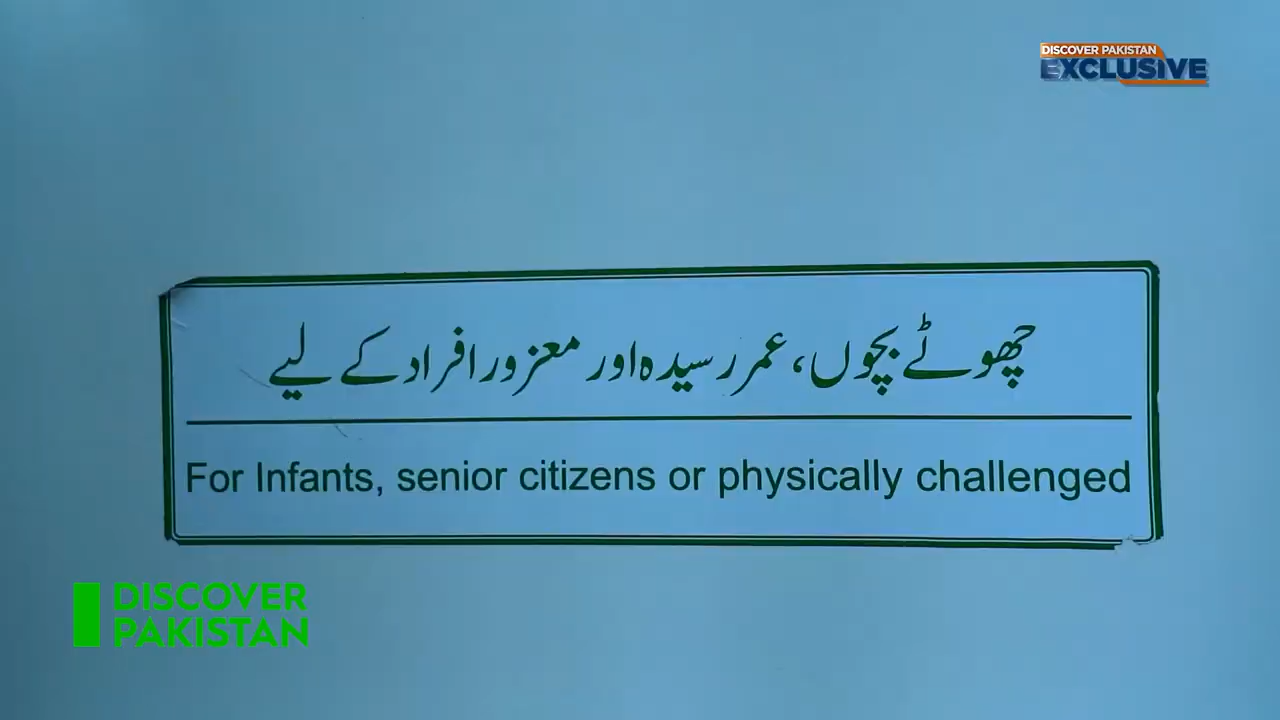 DISCOVER PAKISTAN
EXCLUSIVE
چھوٹے بچوں، عمر رسیدہ اور معزور افراد کے لیے
For Infants, senior citizens or physically challenged
DISCOVER
PAKISTAN